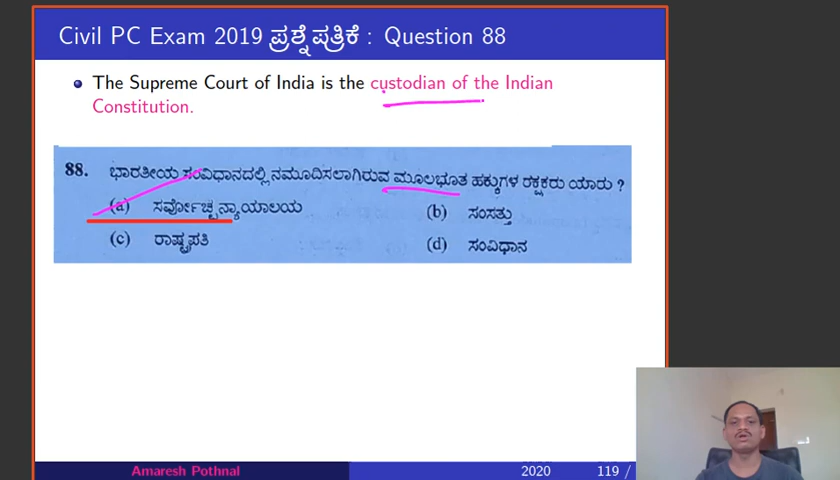 Civil PC Exam 2019 ಪ್ರಶ್ನೆ ಪತ್ರಿಕೆ : Question 88
The Supreme Court of India is the custodian of the Indian
Constitution.
88. ಭಾರತೀಯ ಸಂವಿಧಾನದಲ್ಲಿ ನಮೂದಿಸಲಾಗಿರುವ ಮೂಲಭೂತ ಹಕ್ಕುಗಳ ರಕ್ಷಕರು ಯಾರು ?
(a) ಸರ್ವೋಚ್ಛನ್ಯಾಯಾಲಯ (b) ಸಂಸತ್ತು
(c) ರಾಷ್ಟ್ರಪತಿ (d) ಸಂವಿಧಾನ
Amaresh Pothnal 2020 119 /